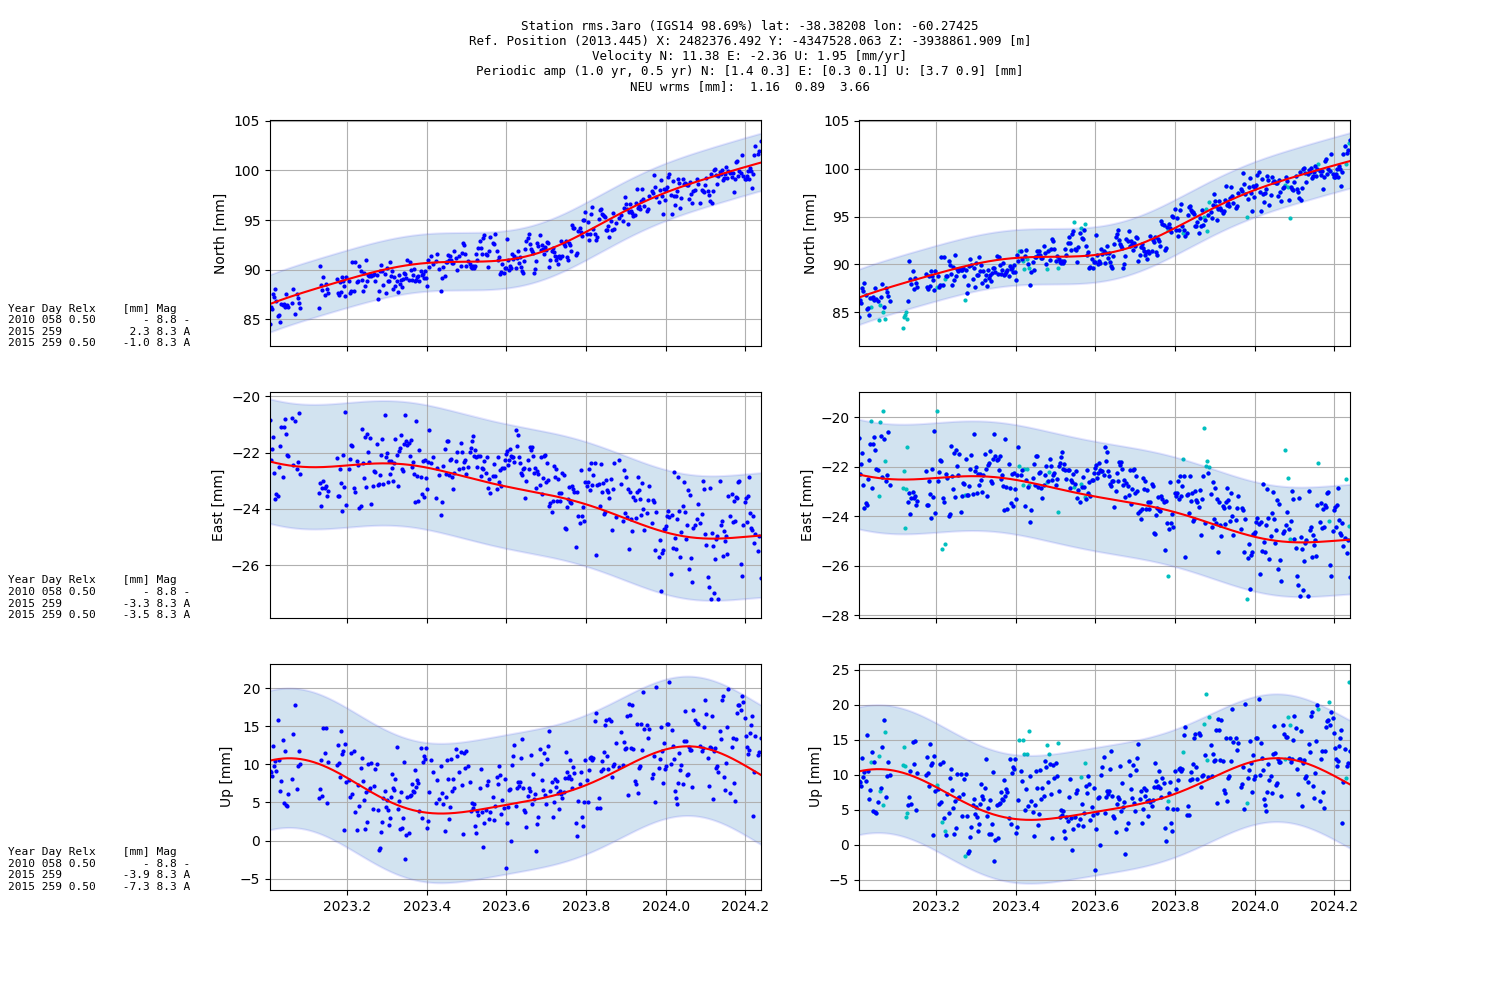 Station rms.3aro (IGS14 98.69%) lat: -38.38208 lon: -60.27425
Ref. Position (2013.445) X: 2482376.492 Y: -4347528.063 Z: -3938861.909 [m]
Velocity N: 11.38 E: -2.36 U: 1.95 [mm/yr]
Periodic amp (1.0 yr, 0.5 yr) N: [1.4 0.3] E: [0.3 0.1] U: [3.7 0.9] [mm]
NEU wrms [mm]: 1.16 0.89 3.66
Year Day Relx [mm] Mag
2010 058 0.50 - 8.8 -
2015 259 2.3 8.3 A
2015 259 0.50 -1.0 8.3 A
North [mm]
105
100
95
90
85
North [mm]
105
100
95
90
85
Year Day Relx [mm] Mag
2010 058 0.50 - 8.8 -
2015 259 -3.3 8.3 A
2015 259 0.50 -3.5 8.3 A
East [mm]
−20
−22
−24
−26
East [mm]
−20
−22
−24
−26
−28
Year Day Relx [mm] Mag
2010 058 0.50 - 8.8 -
2015 259 -3.9 8.3 A
2015 259 0.50 -7.3 8.3 A
Up [mm]
20
15
10
5
0
−5
2023.2 2023.4 2023.6 2023.8 2024.0 2024.2
Up [mm]
25
20
15
10
5
0
−5
2023.2 2023.4 2023.6 2023.8 2024.0 2024.2